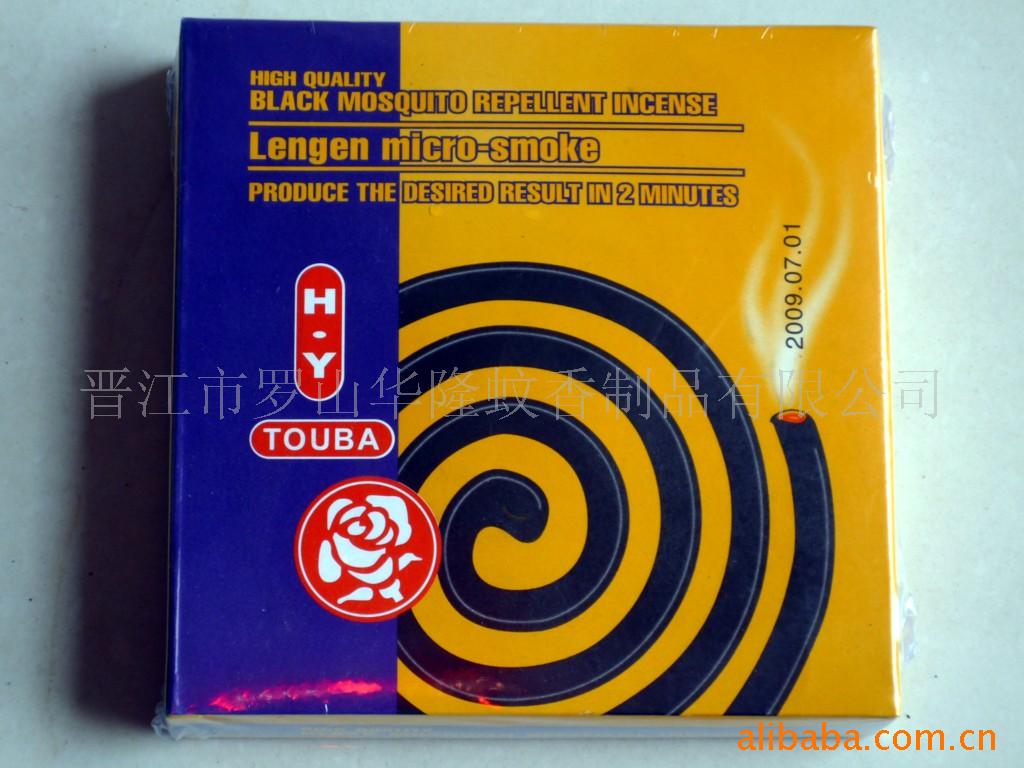 HIGH QUALITY
BLACK MOSQUITO REPELLENT INCENSE
Lengen micro-smoke
PRODUCE THE DESIRED RESULT IN 2 MINUTES
2009.07.01
H·Y
晋江市罗山华隆蚊香制品有限公司
TOUBA
alibaba.com.cn